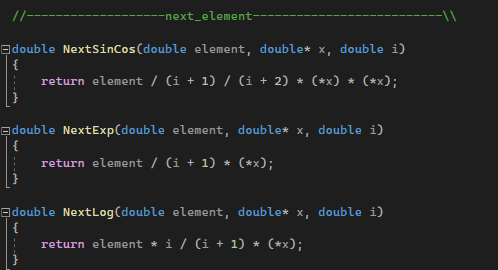 //-------------------next_element--------------------------\\
double NextSinCos(double element, double* x, double i)
{
return element / (i + 1) / (i + 2) * (*x) * (*x);
}
double NextExp(double element, double* x, double i)
{
return element / (i + 1) * (*x);
}
double NextLog(double element, double* x, double i)
{
return element * i / (i + 1) * (*x);
}